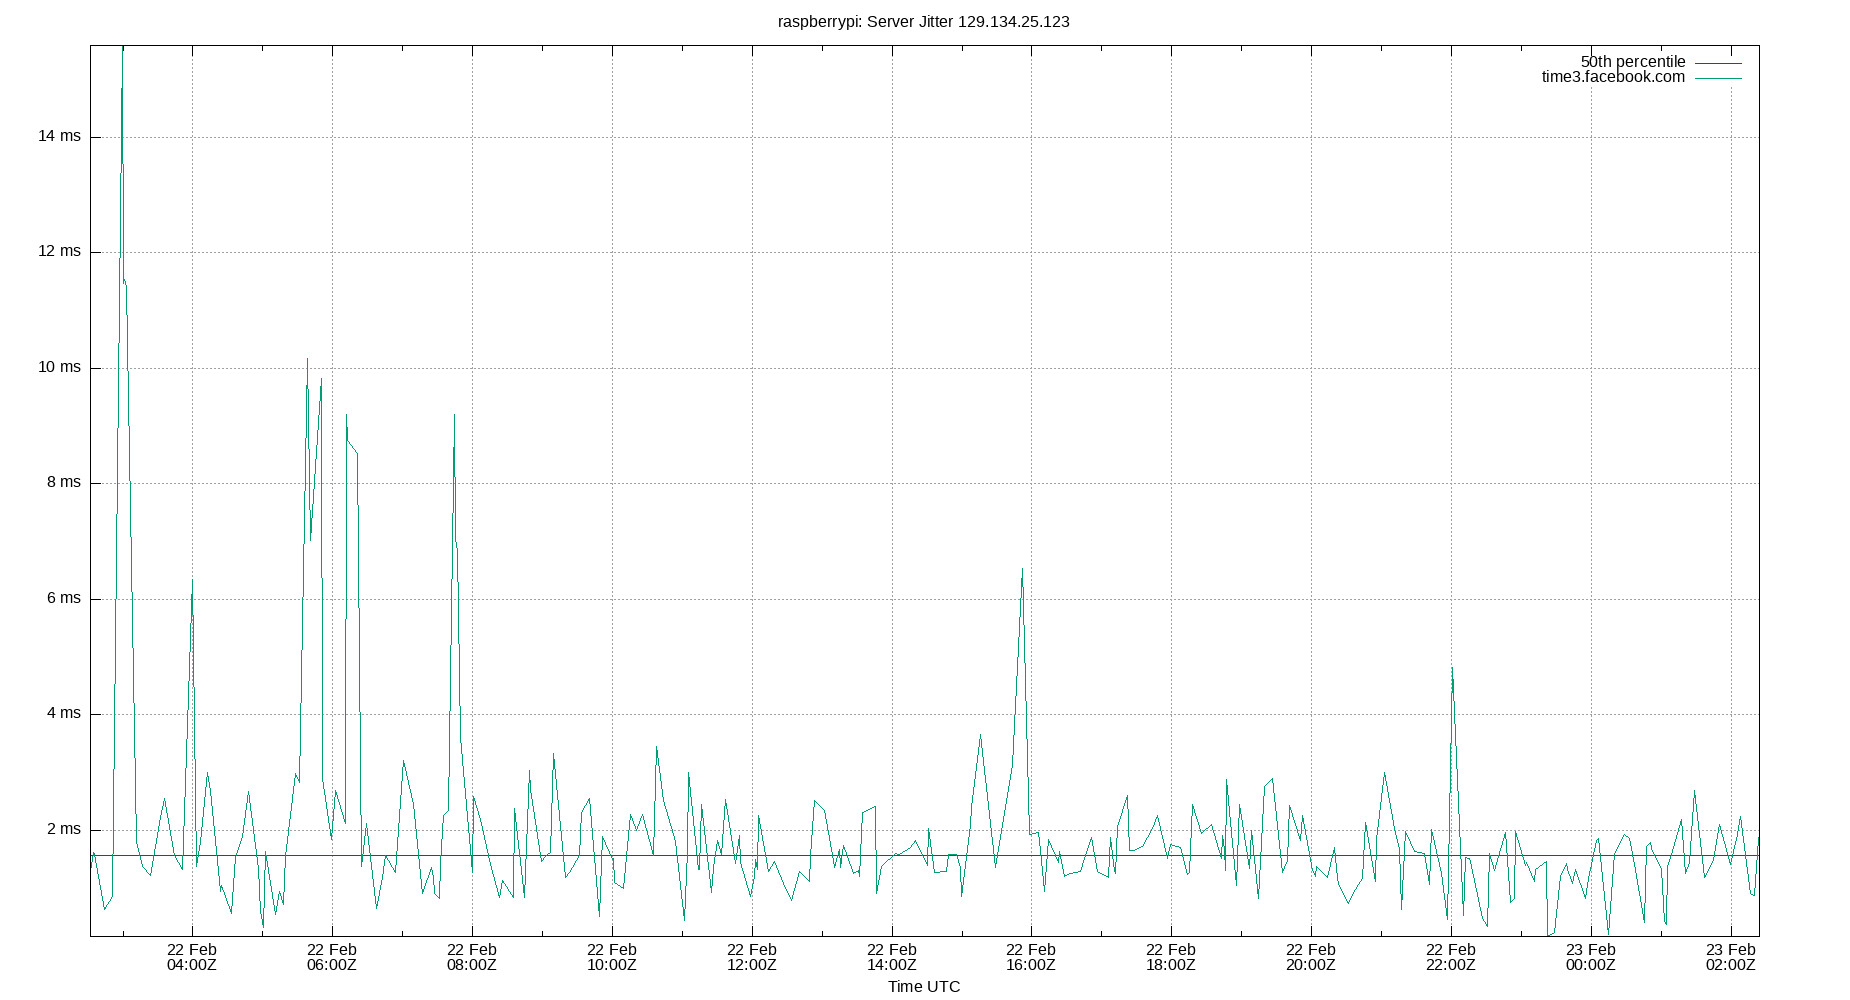 raspberrypi: Server Jitter 129.134.25.123
50th percentile
time3.facebook.com
14 ms
12 ms
10 ms
8 ms
6 ms
4 ms
2 ms
22 Feb 22 Feb 22 Feb 22 Feb 22 Feb 22 Feb 22 Feb 22 Feb 22 Feb 22 Feb 23 Feb 23 Feb
04:00Z 06:00Z 08:00Z 10:00Z 12:00Z 14:00Z 16:00Z 18:00Z 20:00Z 22:00Z 00:00Z 02:00Z
Time UTC